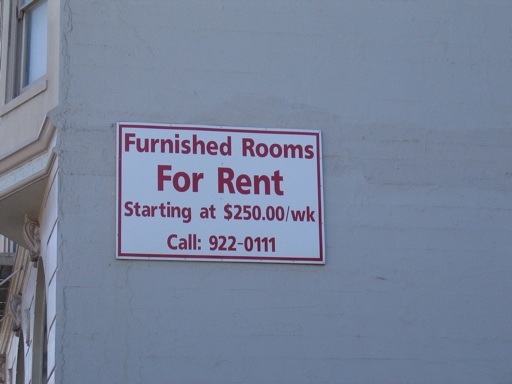 Furnished Rooms
For Rent
Starting at $250.00/wk
Call: 922-0111